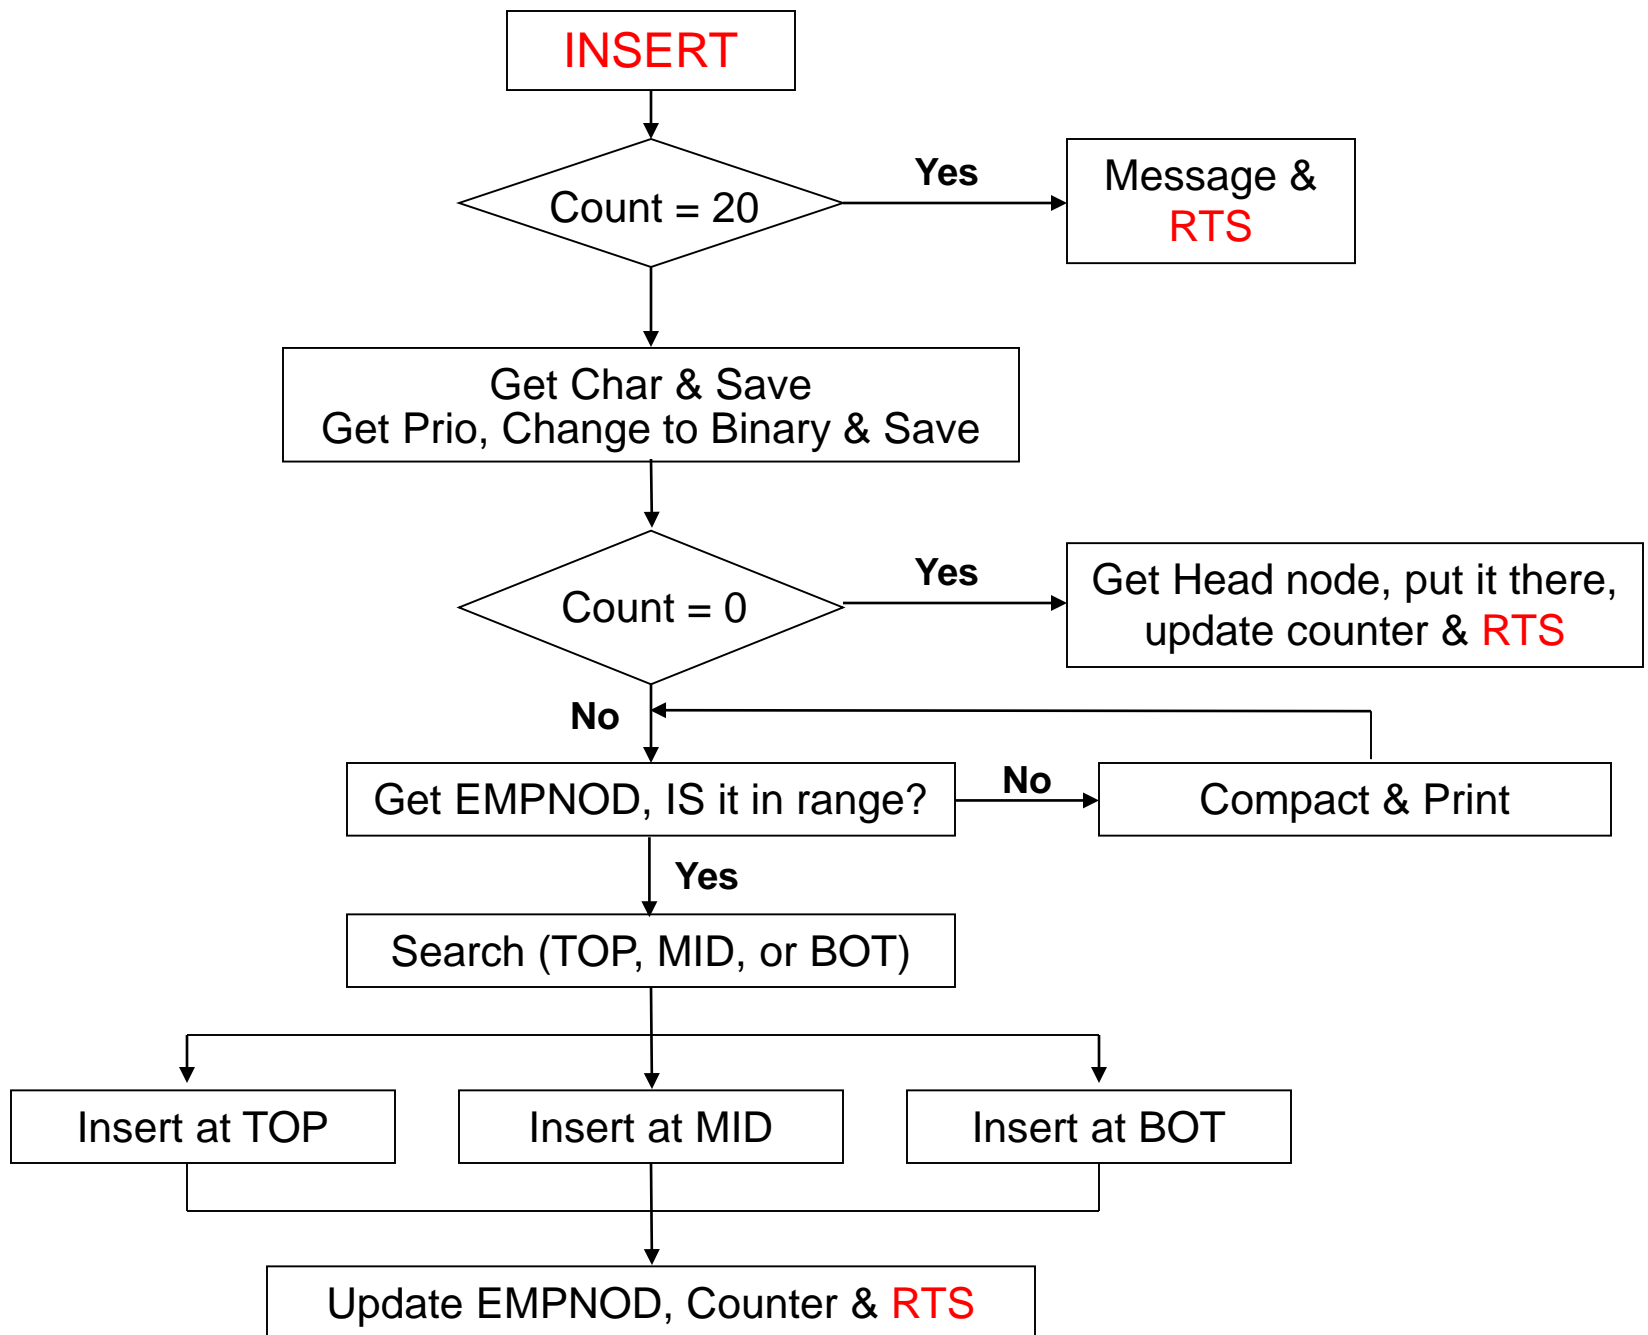 INSERT
Count = 20
Yes
Message &
RTS
Get Char & Save
Get Prio, Change to Binary & Save
Count = 0
Yes
Get Head node, put it there,
update counter & RTS
No
Get EMPNOD, IS it in range?
No
Compact & Print
Yes
Search (TOP, MID, or BOT)
Insert at TOP
Insert at MID
Insert at BOT
Update EMPNOD, Counter & RTS